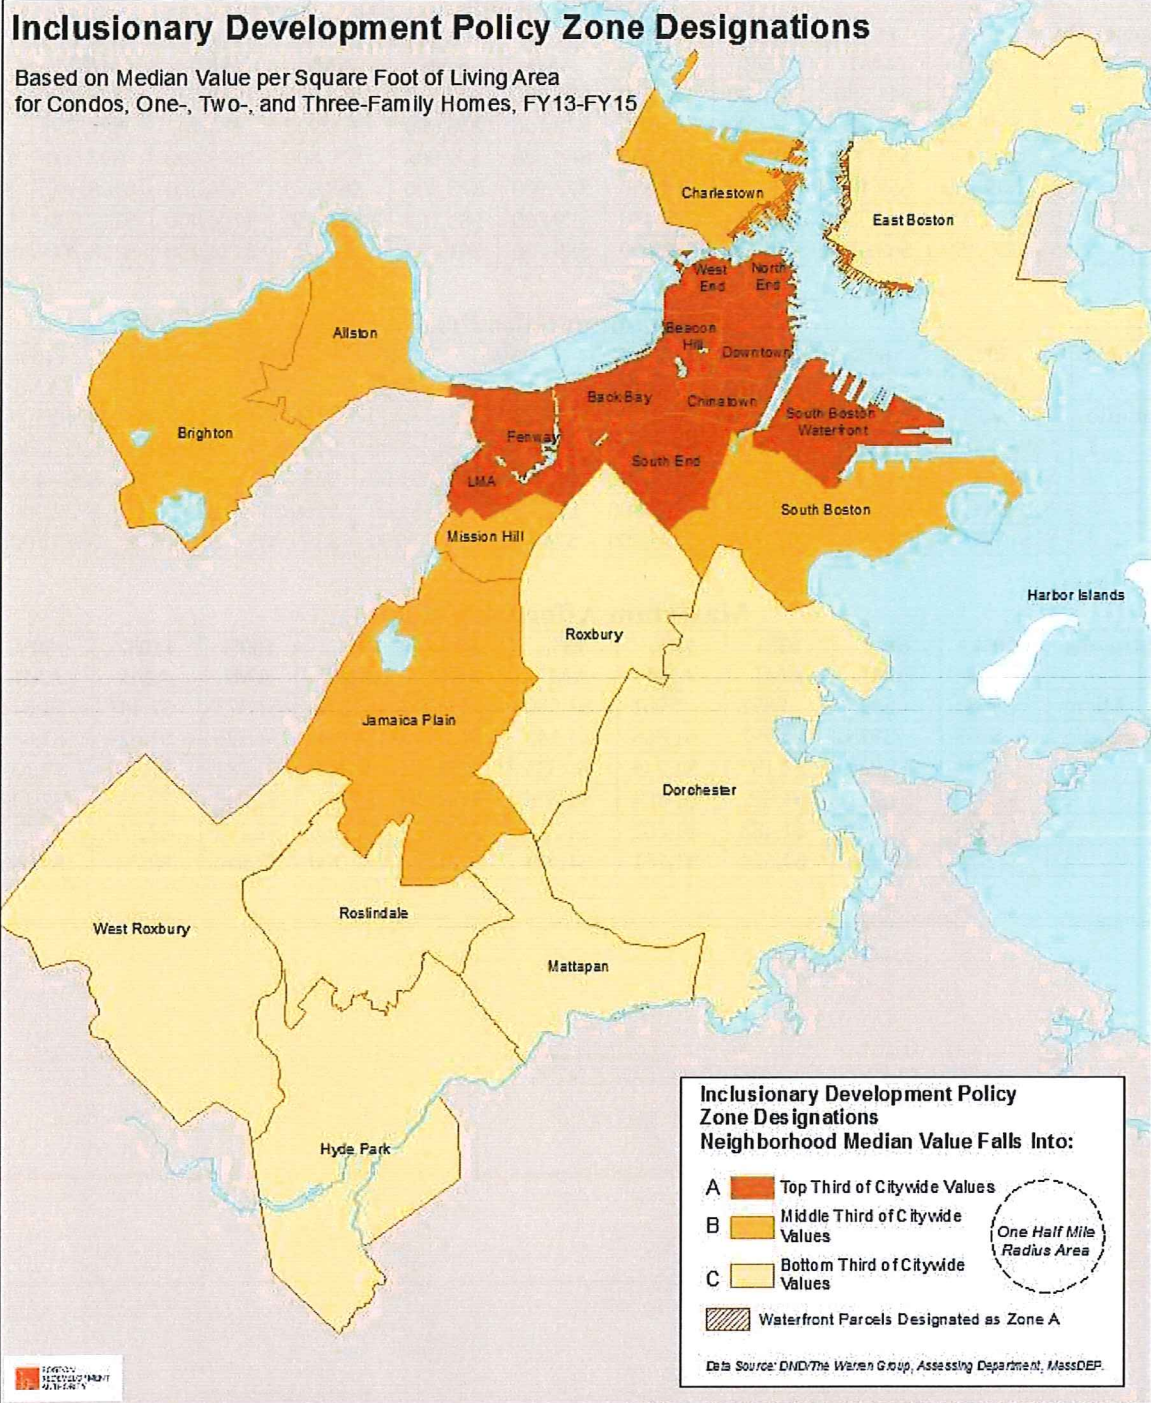 Inclusionary Development Policy Zone Designations
Based on Median Value per Square Foot of Living Area
for Condos, One-, Two-, and Three-Family Homes, FY13-FY15
Charlestown
East Boston
West
End
North
End
Beacon
Hill
Downtown
Allston
Back Bay
Chinatown
South Boston
Waterfront
Brighton
Fenway
South End
LMA
South Boston
Mission Hill
Harbor Islands
Roxbury
Jamaica Plain
Dorchester
West Roxbury
Roslindale
Mattapan
Hyde Park
Inclusionary Development Policy
Zone Designations
Neighborhood Median Value Falls Into:
A Top Third of Citywide Values
B Middle Third of Citywide
Values
C Bottom Third of Citywide
Values
One Half Mile
Radius Area
Waterfront Parcels Designated as Zone A
Data Source: DND/The Warren Group, Assessing Department, MassDEP.
BOSTON
REDEVELOPMENT
AUTHORITY